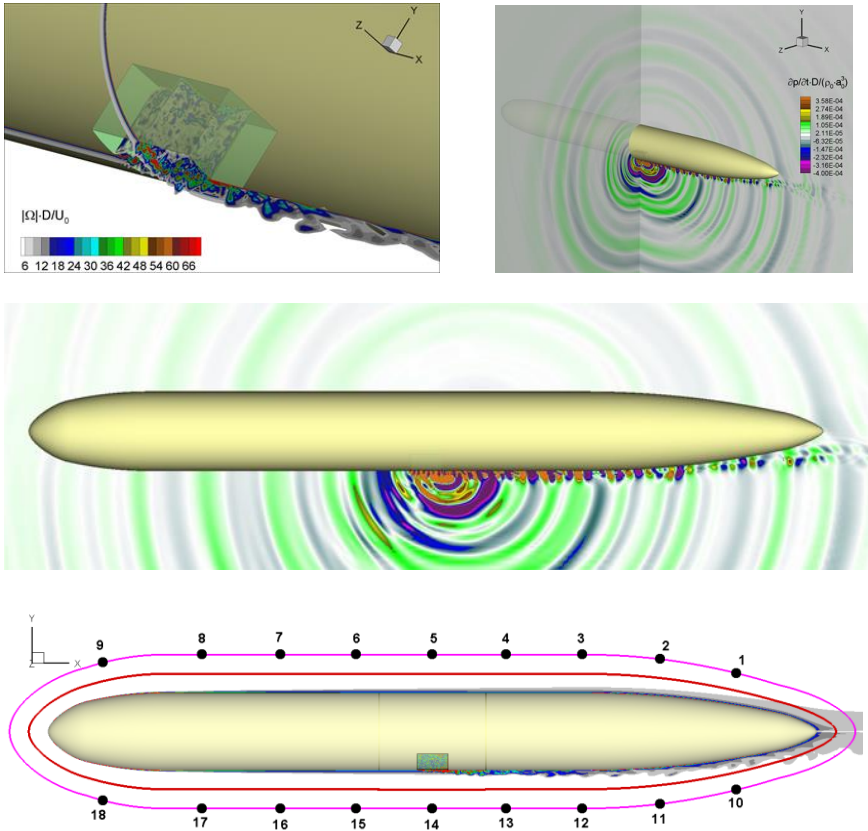 Z
Y
X
|Ω|·D/U₀
6 12 18 24 30 36 42 48 54 60 66
Y
Z
X
∂p/∂t·D/(ρ₀·a₀³)
3.58E-04
2.74E-04
1.89E-04
1.05E-04
2.11E-05
-6.32E-05
-1.47E-04
-2.32E-04
-3.16E-04
-4.00E-04
Y
Z
X
9 8 7 6 5 4 3 2 1
18 17 16 15 14 13 12 11 10